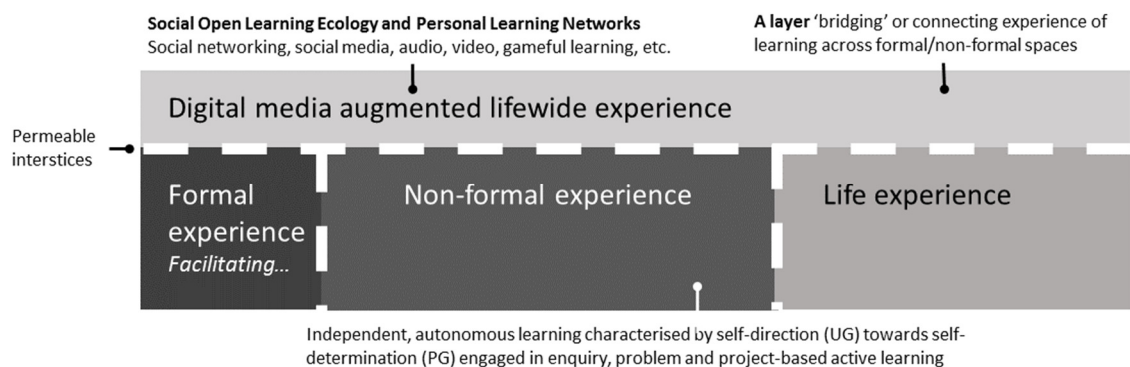 Social Open Learning Ecology and Personal Learning Networks
Social networking, social media, audio, video, gameful learning, etc.
A layer ‘bridging’ or connecting experience of
learning across formal/non-formal spaces
Digital media augmented lifewide experience
Permeable
interstices
Formal
experience
Facilitating...
Non-formal experience
Life experience
Independent, autonomous learning characterised by self-direction (UG) towards self-
determination (PG) engaged in enquiry, problem and project-based active learning